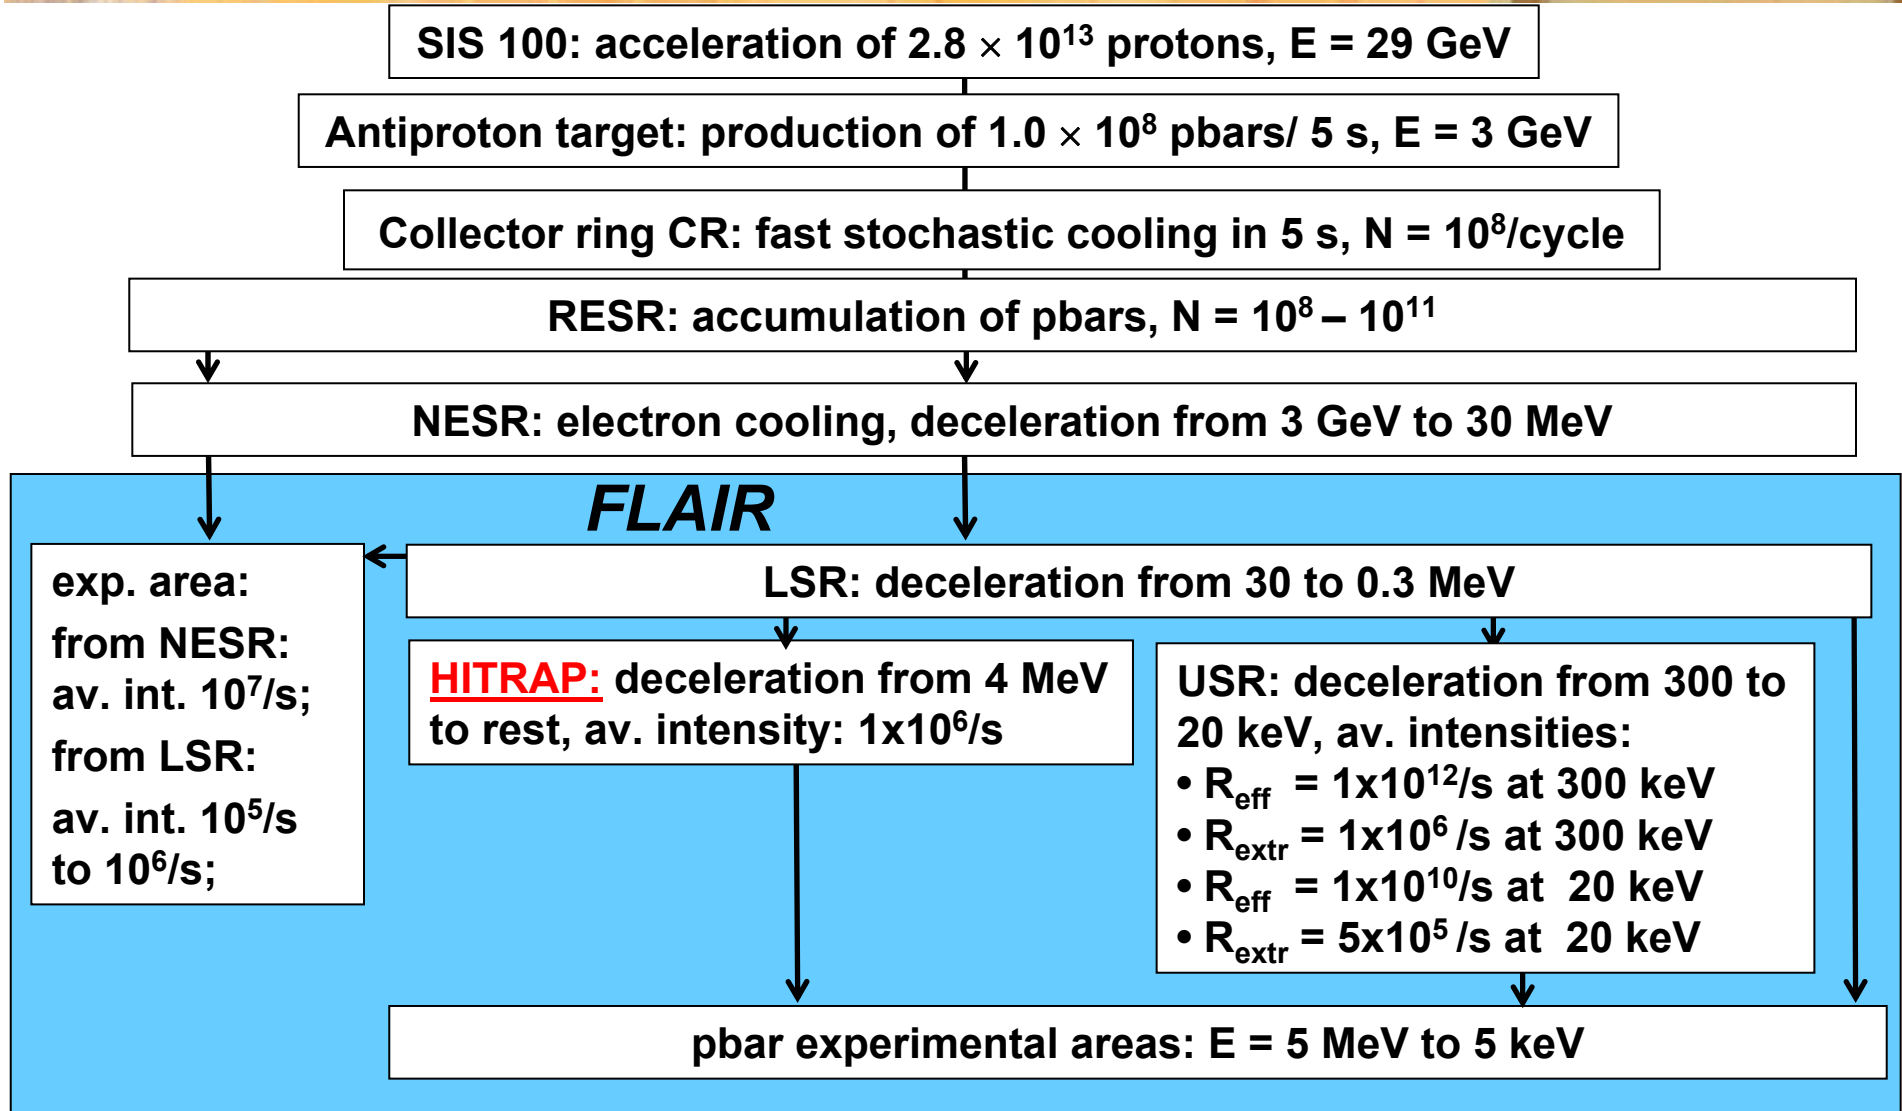 SIS 100: acceleration of 2.8 × 10¹³ protons, E = 29 GeV
Antiproton target: production of 1.0 × 10⁸ pbars/ 5 s, E = 3 GeV
Collector ring CR: fast stochastic cooling in 5 s, N = 10⁸/cycle
RESR: accumulation of pbars, N = 10⁸ – 10¹¹
NESR: electron cooling, deceleration from 3 GeV to 30 MeV
FLAIR
exp. area:
from NESR:
av. int. 10⁷/s;
from LSR:
av. int. 10⁵/s
to 10⁶/s;
LSR: deceleration from 30 to 0.3 MeV
HITRAP: deceleration from 4 MeV
to rest, av. intensity: 1x10⁶/s
USR: deceleration from 300 to
20 keV, av. intensities:
• R_eff = 1x10¹²/s at 300 keV
• R_extr = 1x10⁶ /s at 300 keV
• R_eff = 1x10¹⁰/s at 20 keV
• R_extr = 5x10⁵ /s at 20 keV
pbar experimental areas: E = 5 MeV to 5 keV